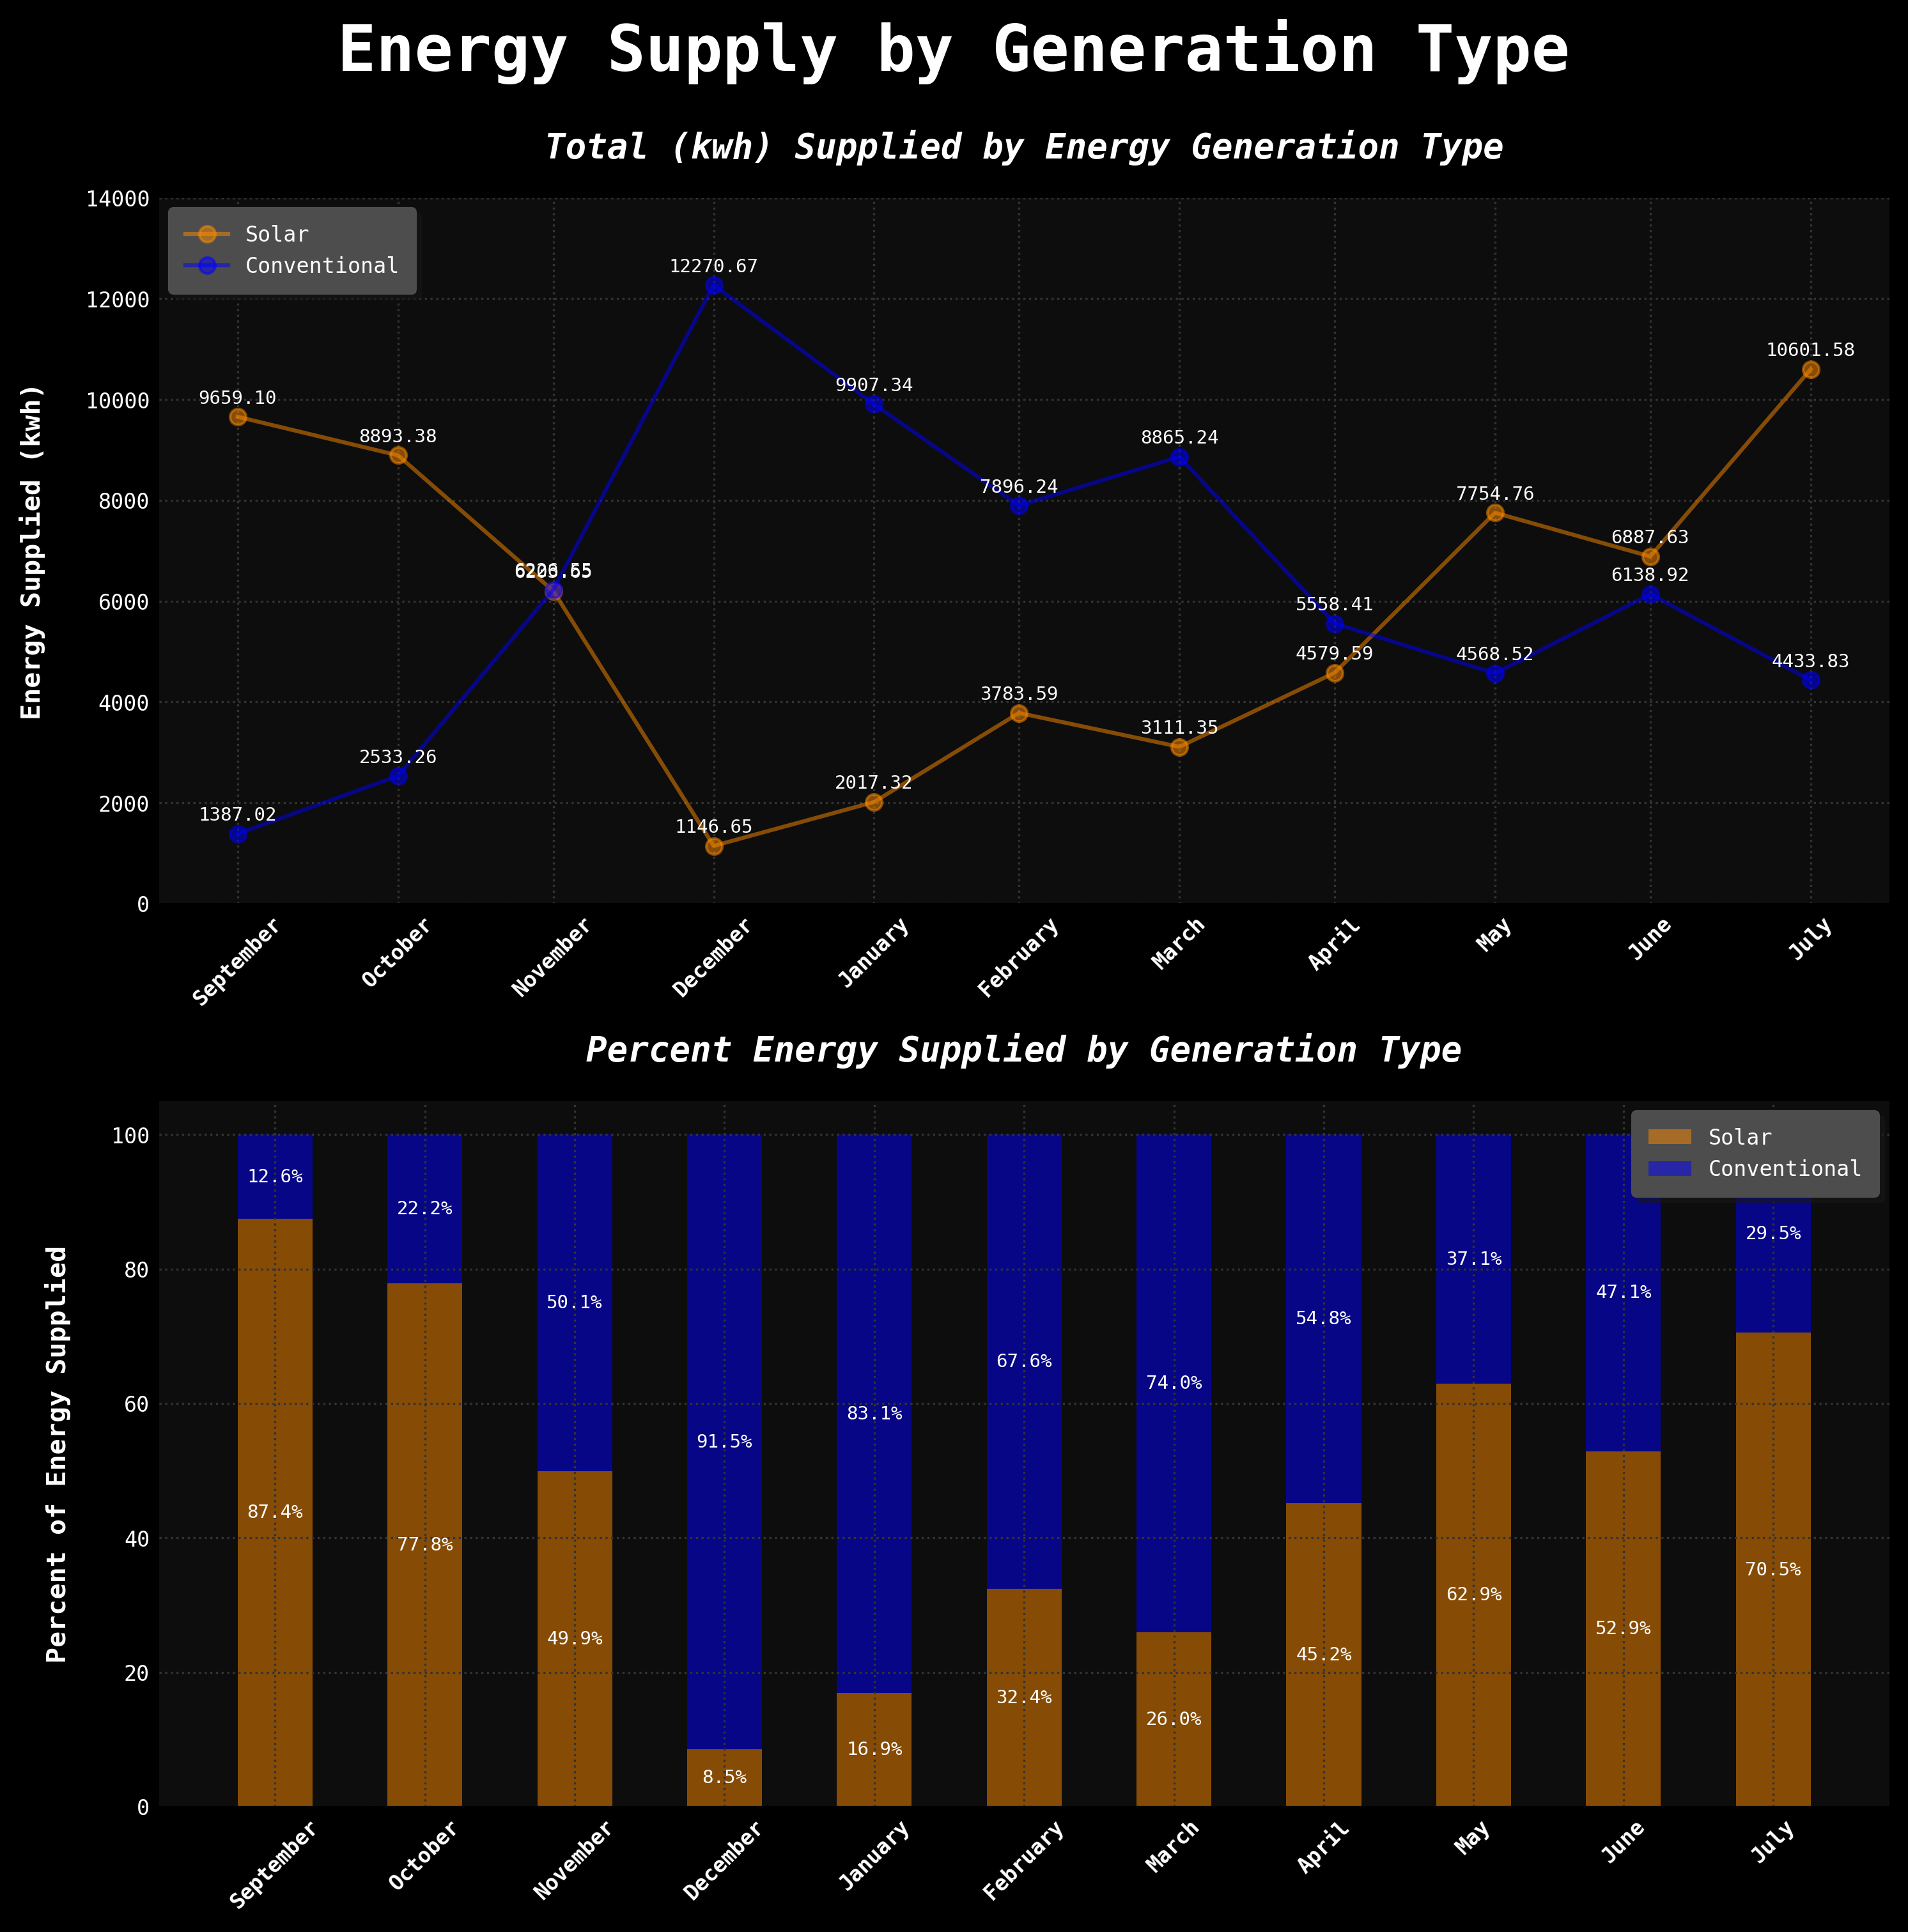 Energy Supply by Generation Type
Total (kwh) Supplied by Energy Generation Type
Energy Supplied (kwh)
14000
12000
10000
8000
6000
4000
2000
0
Solar
Conventional
9659.10
8893.38
1146.65
2017.32
3783.59
3111.35
4579.59
7754.76
6887.63
10601.58
1387.02
2533.26
12270.67
9907.34
7896.24
8865.24
5558.41
4568.52
6138.92
4433.83
September
October
November
December
January
February
March
April
May
June
July
Percent Energy Supplied by Generation Type
Percent of Energy Supplied
100
80
60
40
20
0
Solar
Conventional
12.6%
22.2%
50.1%
91.5%
83.1%
67.6%
74.0%
54.8%
37.1%
47.1%
29.5%
87.4%
77.8%
49.9%
8.5%
16.9%
32.4%
26.0%
45.2%
62.9%
52.9%
70.5%
September
October
November
December
January
February
March
April
May
June
July